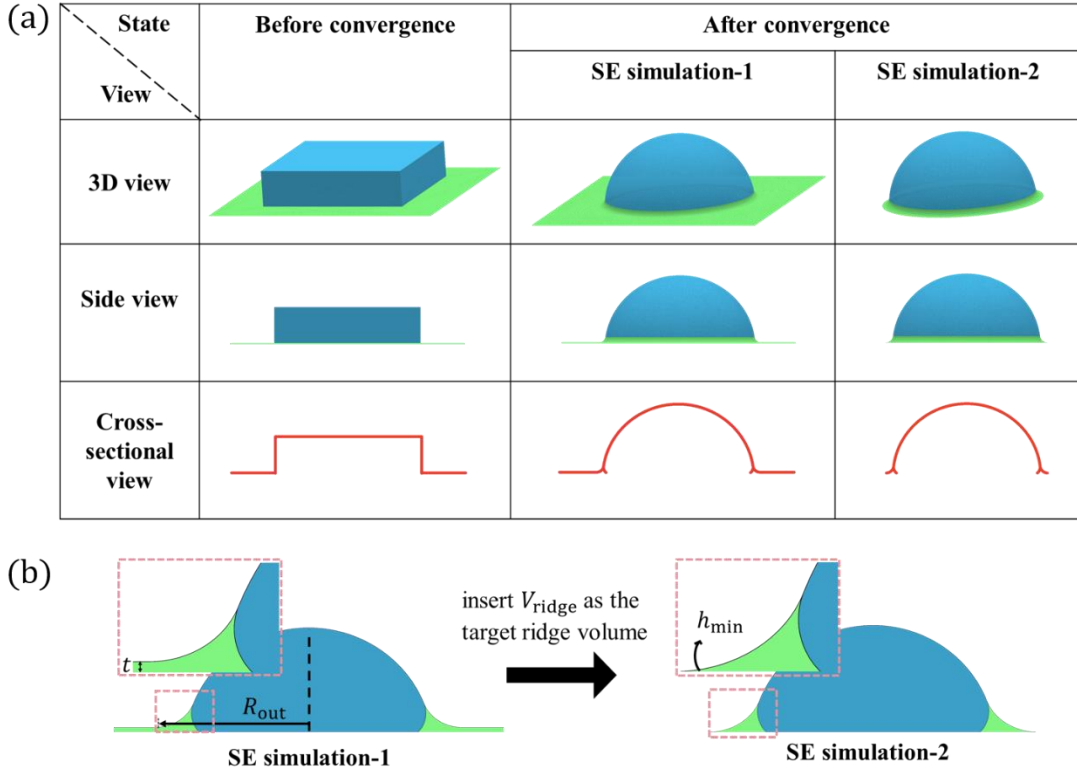 (a)
State
View
Before convergence
After convergence
SE simulation-1
SE simulation-2
3D view
Side view
Cross-
sectional
view
(b)
t
R_out
SE simulation-1
insert V_ridge as the
target ridge volume
h_min
SE simulation-2